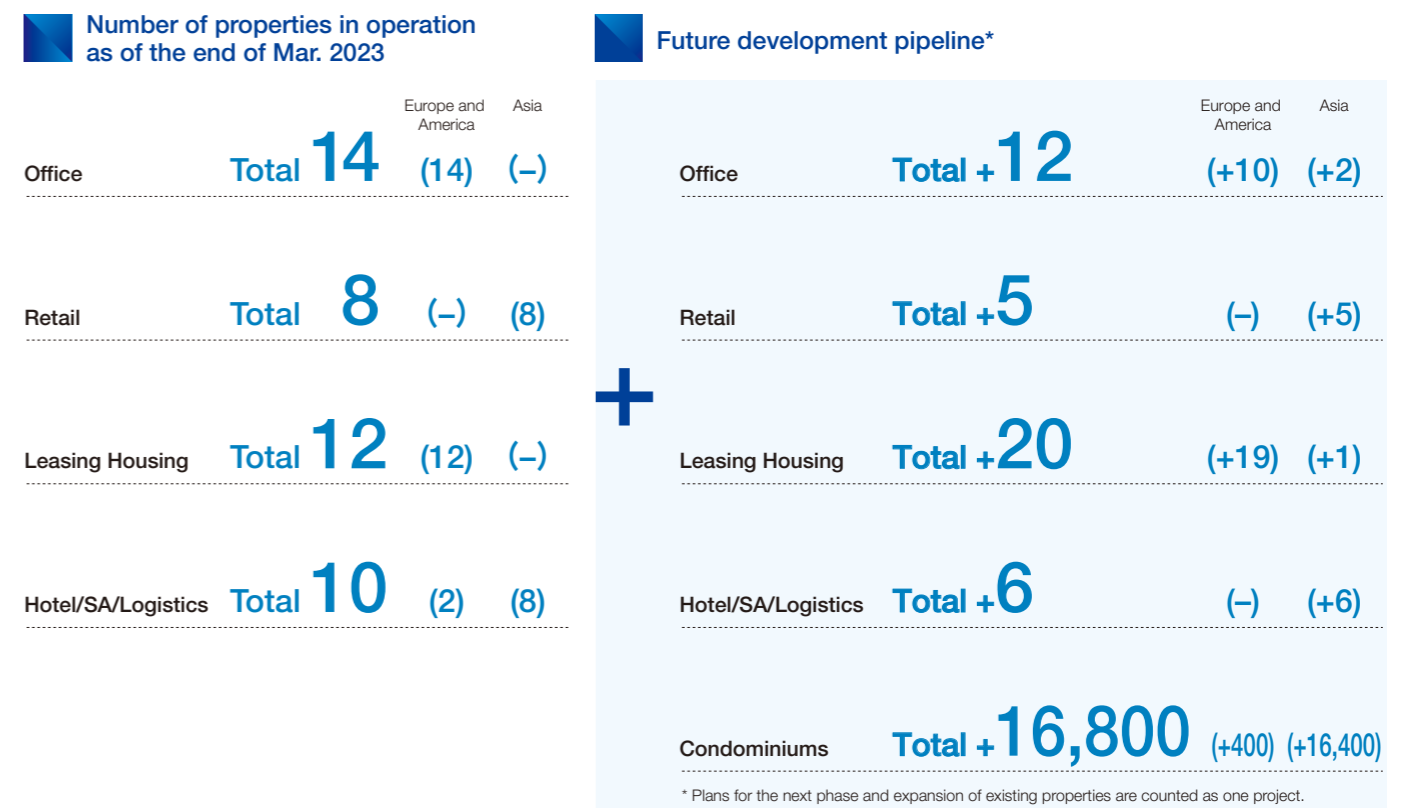 Number of properties in operation
as of the end of Mar. 2023
Europe and
America
Asia
Office Total 14 (14) (–)
Retail Total 8 (–) (8)
Leasing Housing Total 12 (12) (–)
Hotel/SA/Logistics Total 10 (2) (8)
+
Future development pipeline*
Europe and
America
Asia
Office Total +12 (+10) (+2)
Retail Total +5 (–) (+5)
Leasing Housing Total +20 (+19) (+1)
Hotel/SA/Logistics Total +6 (–) (+6)
Condominiums Total +16,800 (+400) (+16,400)
* Plans for the next phase and expansion of existing properties are counted as one project.